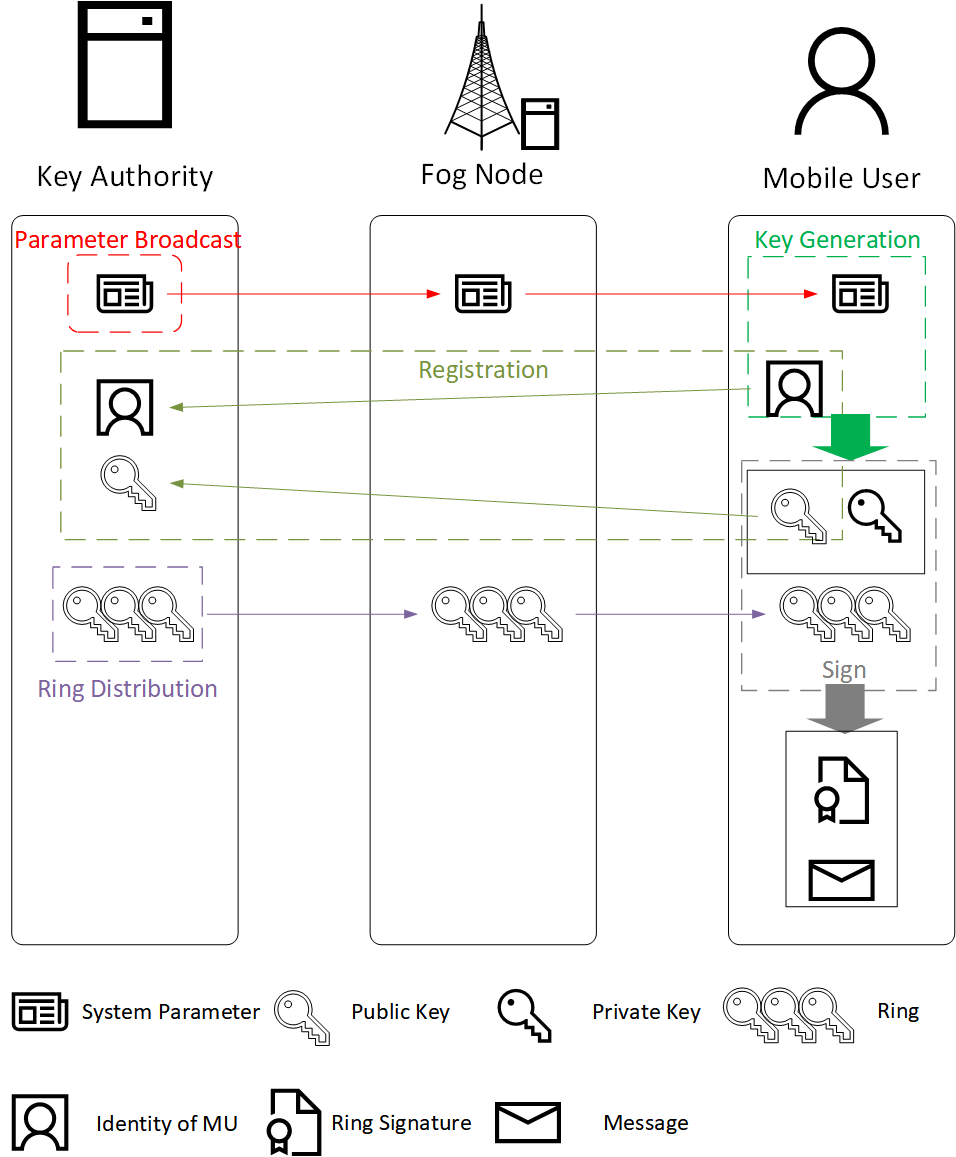 Key Authority
Fog Node
Mobile User
Parameter Broadcast
Key Generation
Registration
Ring Distribution
Sign
System Parameter
Public Key
Private Key
Ring
Identity of MU
Ring Signature
Message